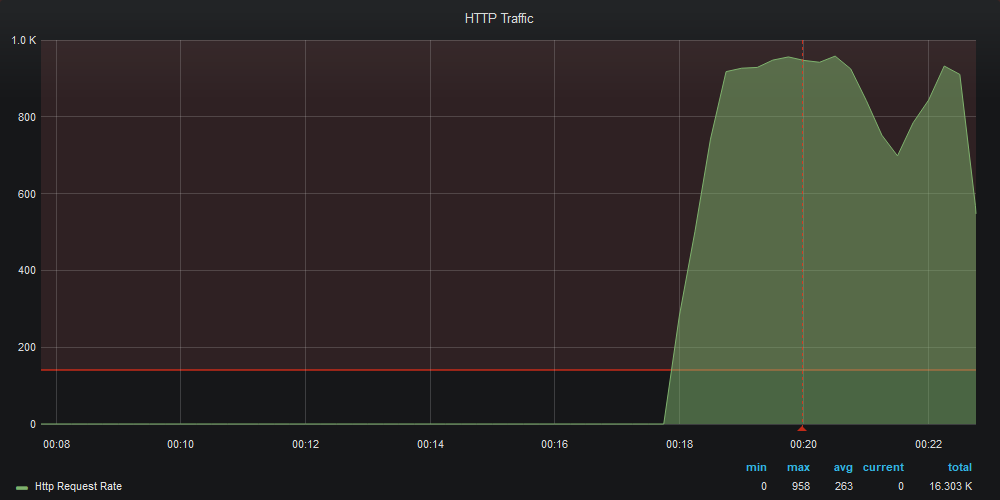 HTTP Traffic
1.0 K
800
600
400
200
0
00:08 00:10 00:12 00:14 00:16 00:18 00:20 00:22
min max avg current total
Http Request Rate 0 958 263 0 16.303 K